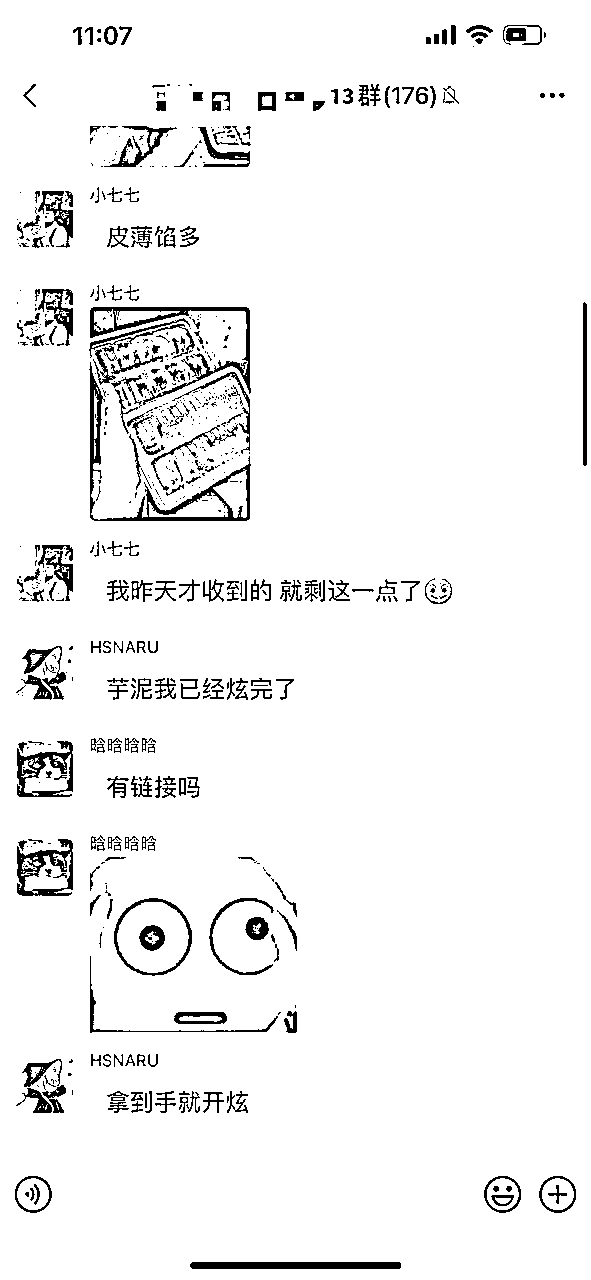 11:07
13群(176)
小七七
皮薄馅多
小七七
小七七
我昨天才收到的 就剩这一点了
HSNARU
芋泥我已经炫完了
晗晗晗晗
有链接吗
晗晗晗晗
HSNARU
拿到手就开炫